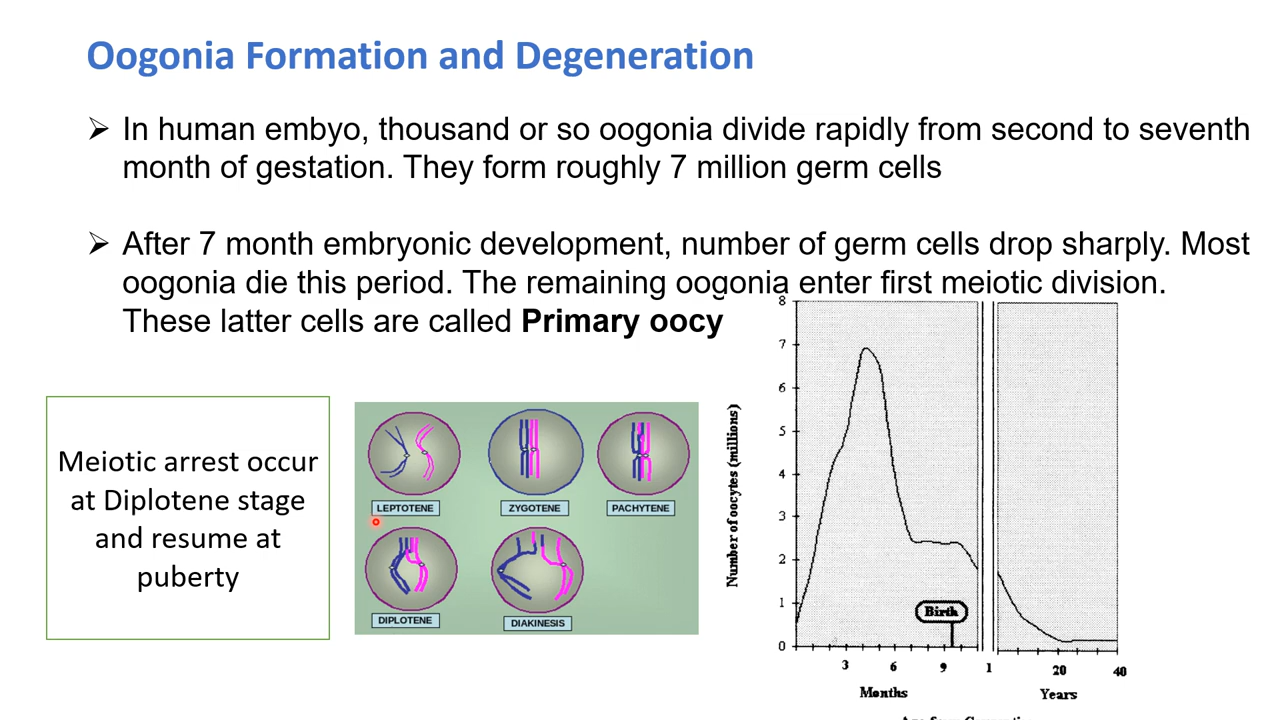 Oogonia Formation and Degeneration
➢ In human embyo, thousand or so oogonia divide rapidly from second to seventh
month of gestation. They form roughly 7 million germ cells
➢ After 7 month embryonic development, number of germ cells drop sharply. Most
oogonia die this period. The remaining oogonia enter first meiotic division.
These latter cells are called Primary oocy
Meiotic arrest occur
at Diplotene stage
and resume at
puberty
LEPTOTENE
ZYGOTENE
PACHYTENE
DIPLOTENE
DIAKINESIS
Number of oocytes (millions)
8
7
6
5
4
3
2
1
0
Birth
3 6 9 1 20 40
Months Years